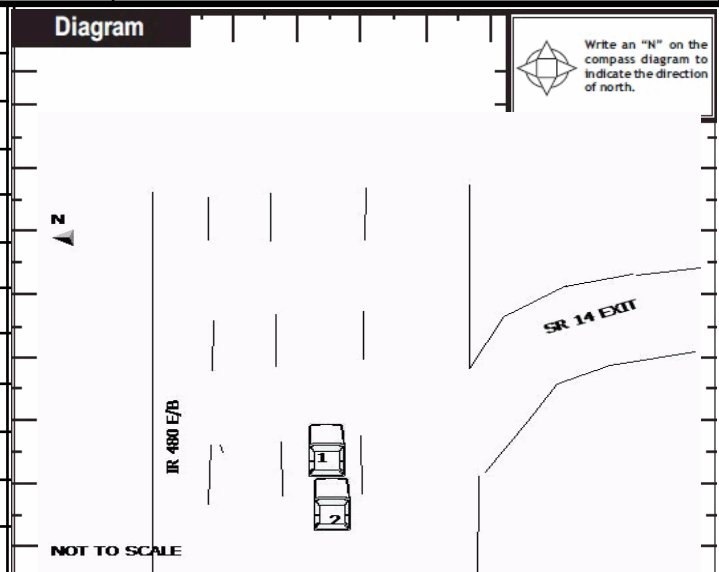 Diagram
Write an “N” on the
compass diagram to
indicate the direction
of north.
N
SR 14 EXIT
IR 480 E/B
1
2
NOT TO SCALE